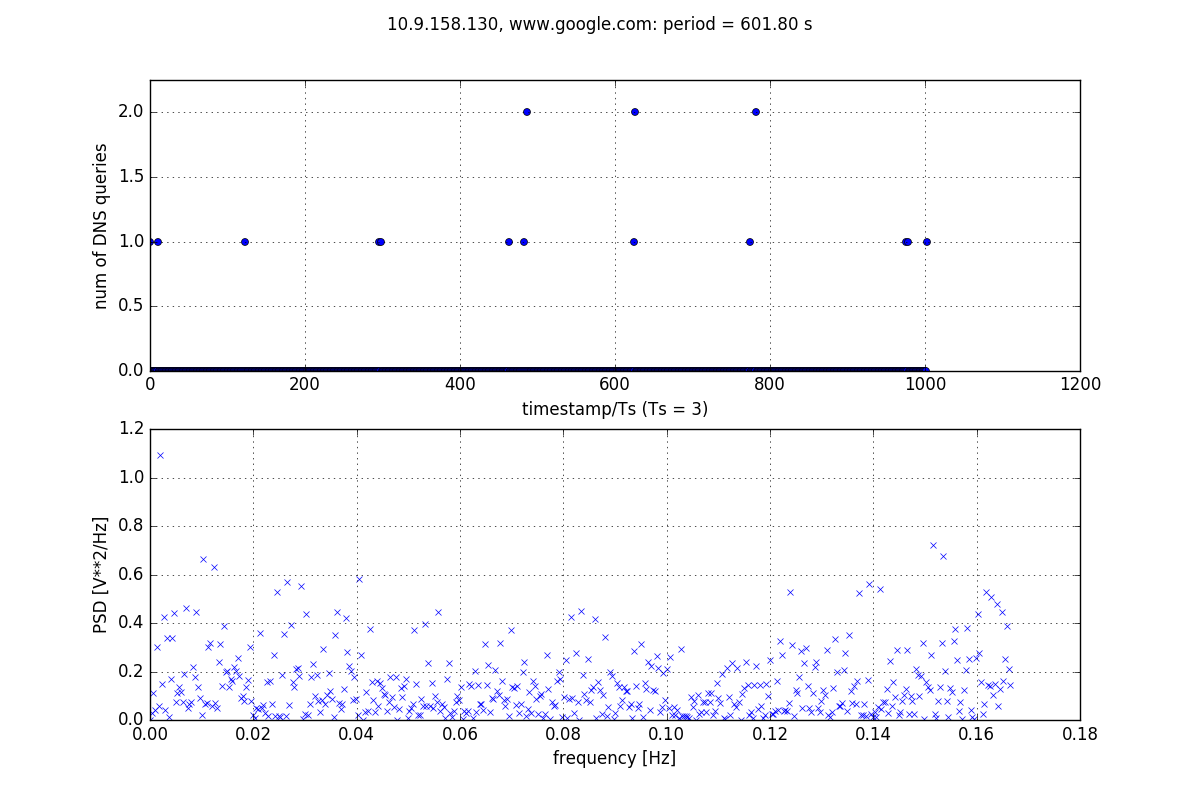 10.9.158.130, www.google.com: period = 601.80 s
2.0
1.5
1.0
0.5
0.0
num of DNS queries
0 200 400 600 800 1000 1200
timestamp/Ts (Ts = 3)
1.2
1.0
0.8
0.6
0.4
0.2
0.0
PSD [V**2/Hz]
0.00 0.02 0.04 0.06 0.08 0.10 0.12 0.14 0.16 0.18
frequency [Hz]